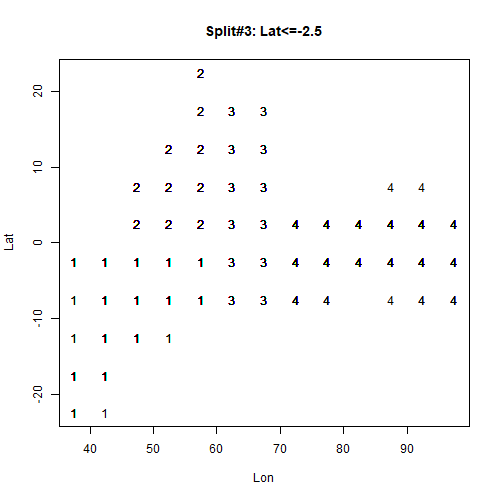 Split#3: Lat<=-2.5
2
20
2 3 3
2 2 3 3
10
2 2 2 3 3 4 4
2 2 2 3 3 4 4 4 4 4 4
0
Lat
1 1 1 1 1 3 3 4 4 4 4 4 4
1 1 1 1 1 3 3 4 4 4 4 4
-10
1 1 1 1
1 1
-20
1 1
40 50 60 70 80 90
Lon